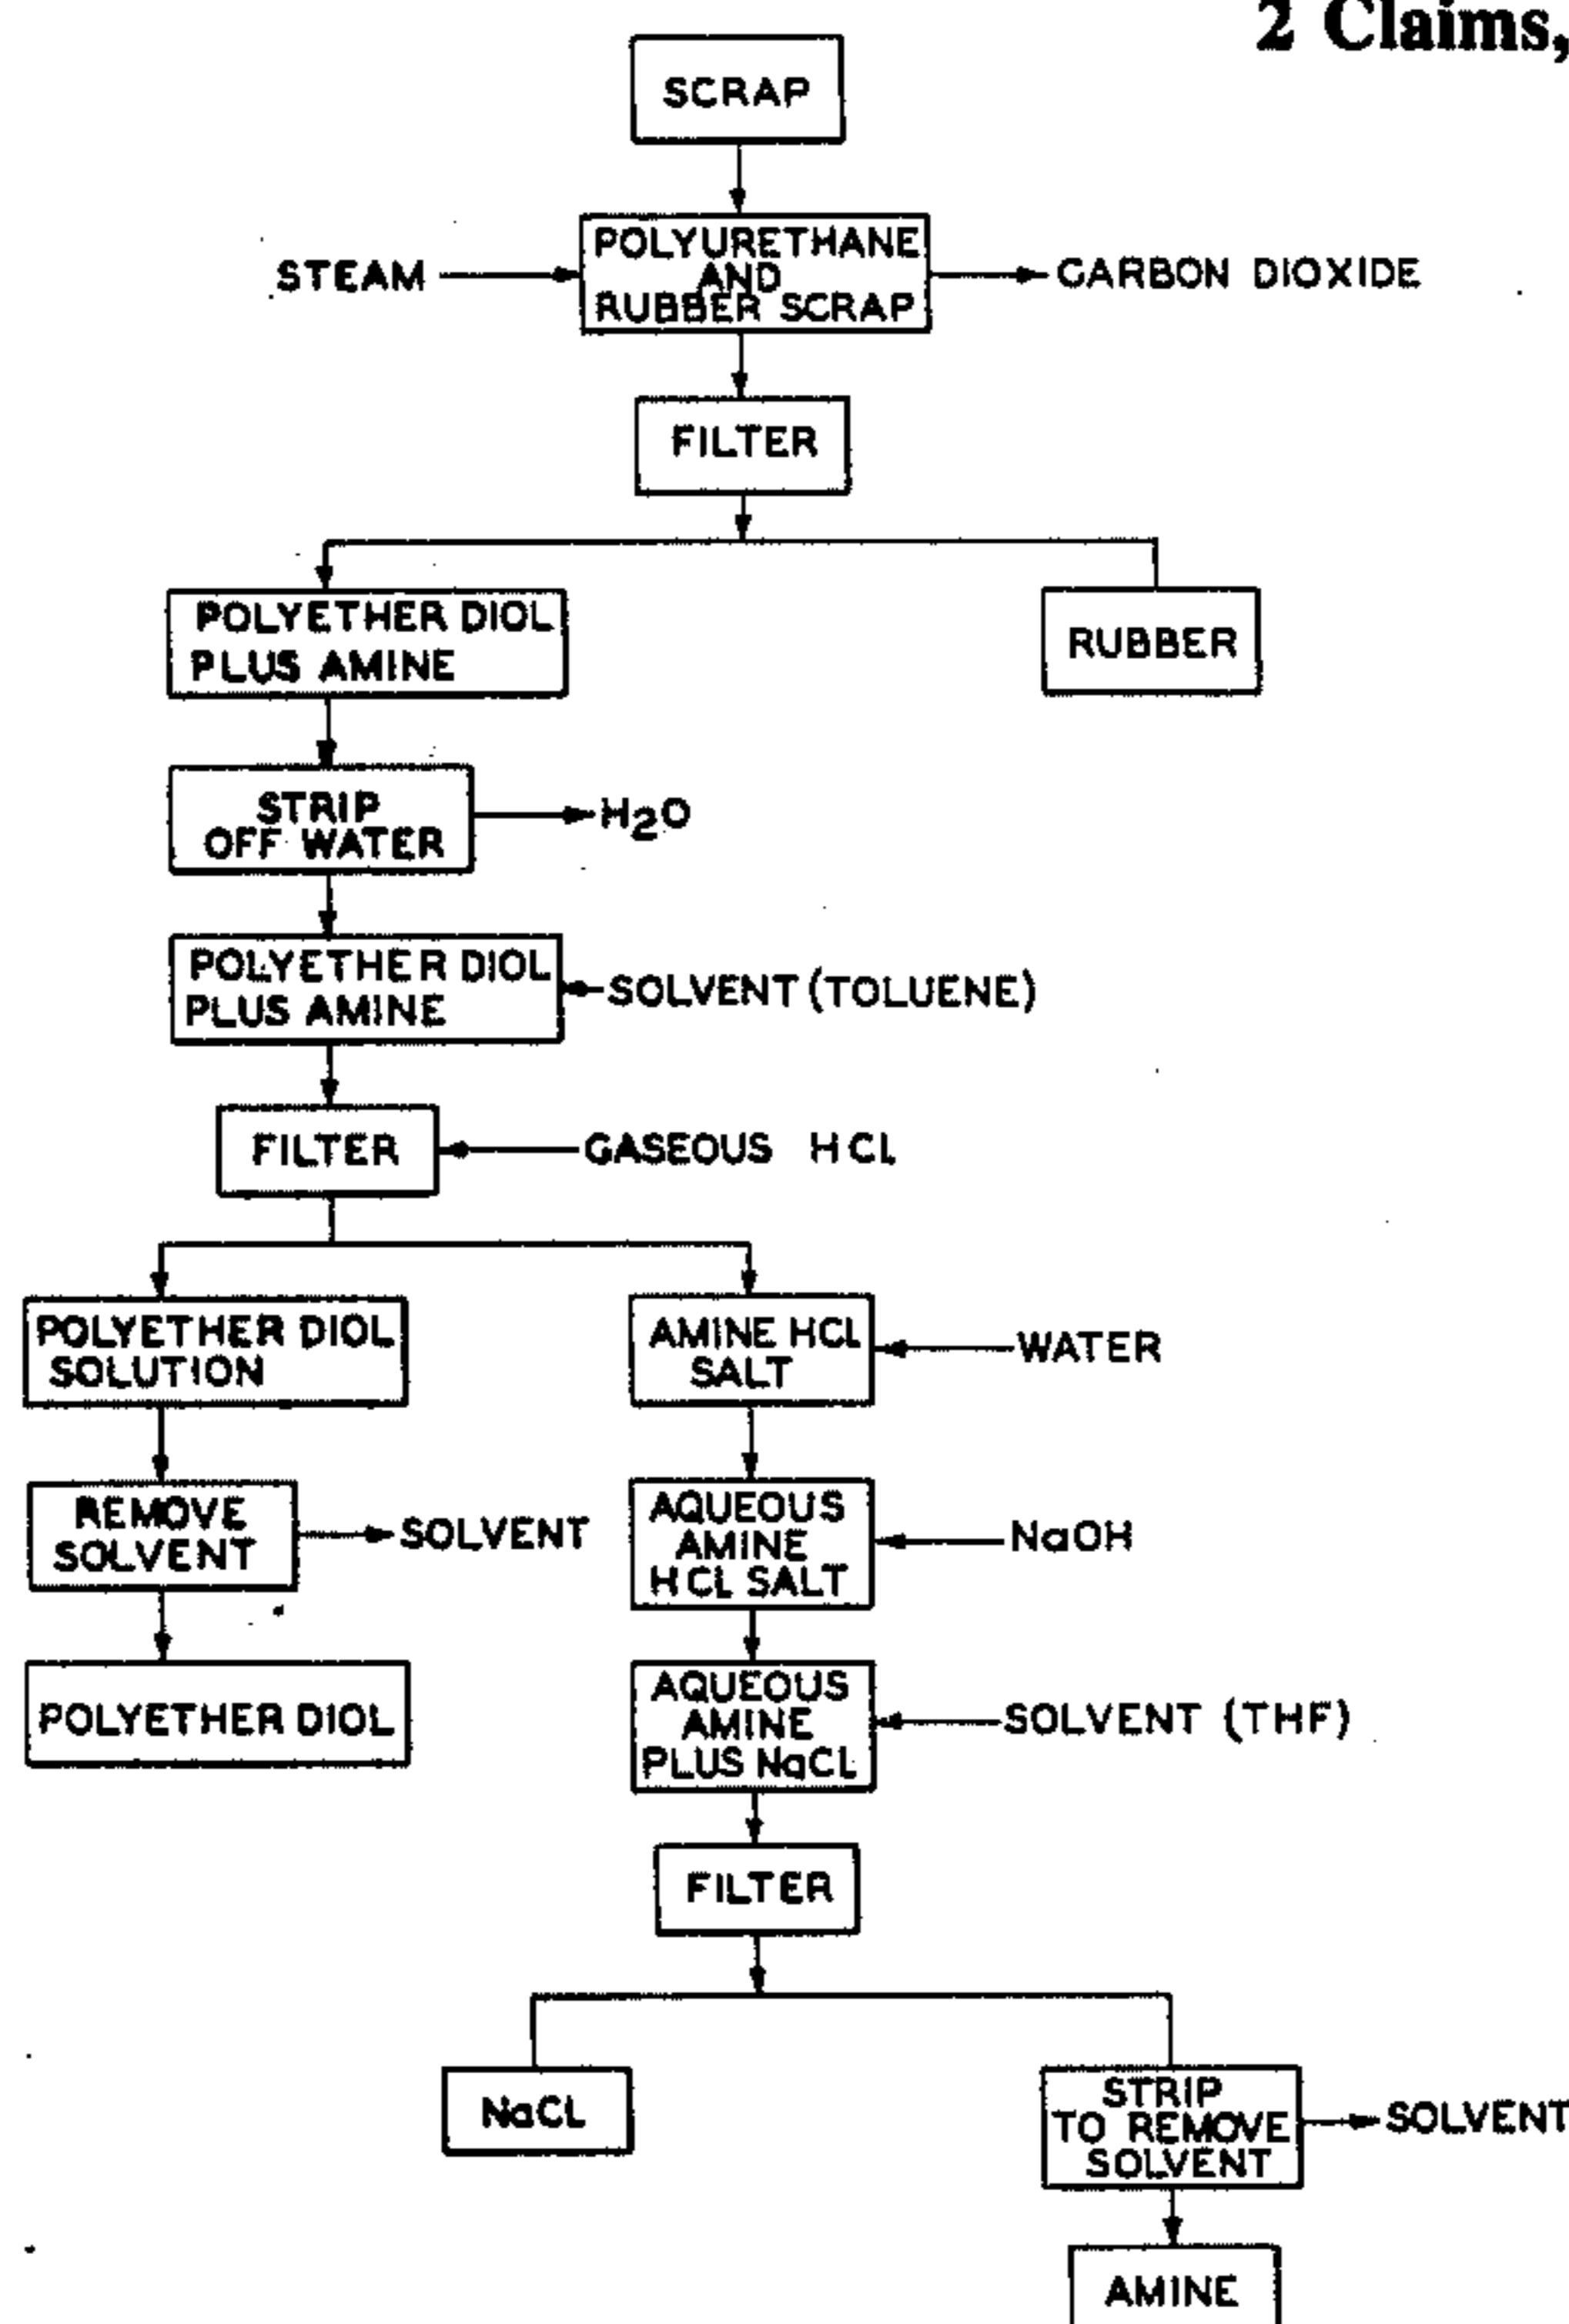 2 Claims,
SCRAP
STEAM
POLYURETHANE
AND
RUBBER SCRAP
CARBON DIOXIDE
FILTER
POLYETHER DIOL
PLUS AMINE
RUBBER
STRIP
OFF WATER
H2O
POLYETHER DIOL
PLUS AMINE
SOLVENT (TOLUENE)
FILTER
GASEOUS HCL
POLYETHER DIOL
SOLUTION
AMINE HCL
SALT
WATER
REMOVE
SOLVENT
SOLVENT
AQUEOUS
AMINE
HCL SALT
NaOH
POLYETHER DIOL
AQUEOUS
AMINE
PLUS NaCL
SOLVENT (THF)
FILTER
NaCL
STRIP
TO REMOVE
SOLVENT
SOLVENT
AMINE